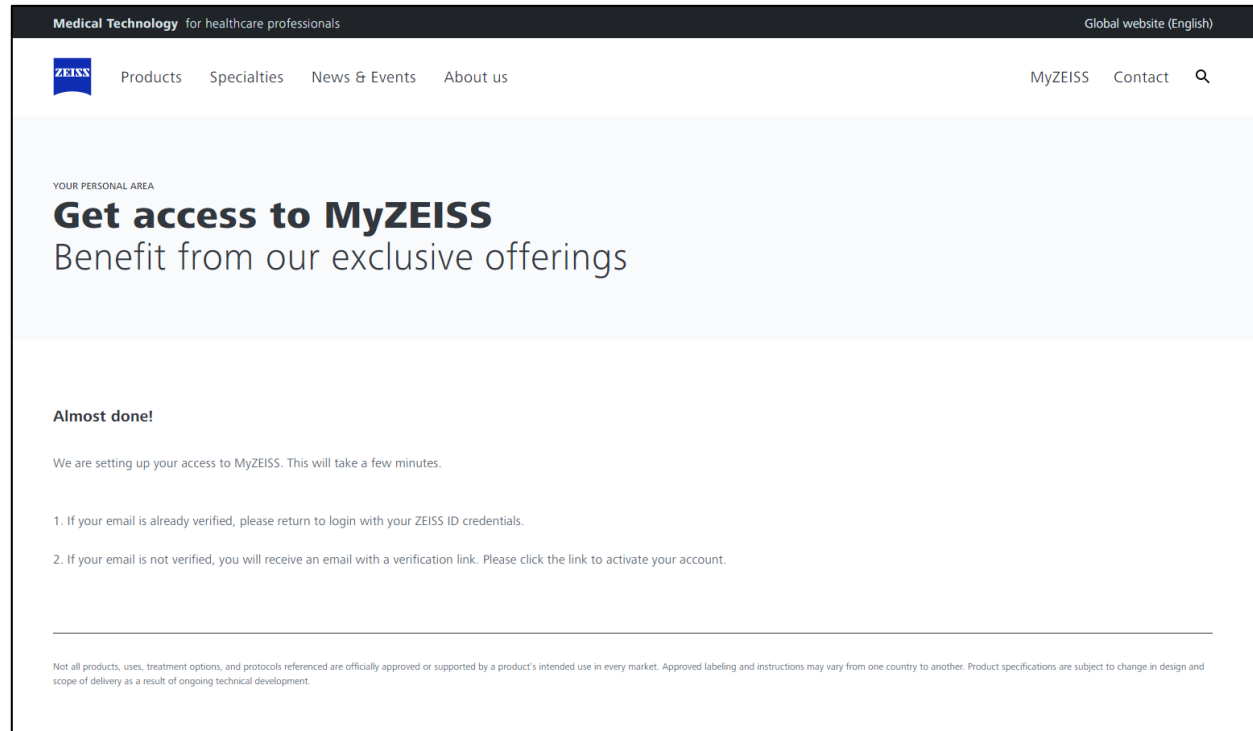 Medical Technology for healthcare professionals
Global website (English)
ZEISS
Products Specialties News & Events About us
MyZEISS Contact
YOUR PERSONAL AREA
Get access to MyZEISS
Benefit from our exclusive offerings
Almost done!
We are setting up your access to MyZEISS. This will take a few minutes.
1. If your email is already verified, please return to login with your ZEISS ID credentials.
2. If your email is not verified, you will receive an email with a verification link. Please click the link to activate your account.
Not all products, uses, treatment options, and protocols referenced are officially approved or supported by a product's intended use in every market. Approved labeling and instructions may vary from one country to another. Product specifications are subject to change in design and
scope of delivery as a result of ongoing technical development.